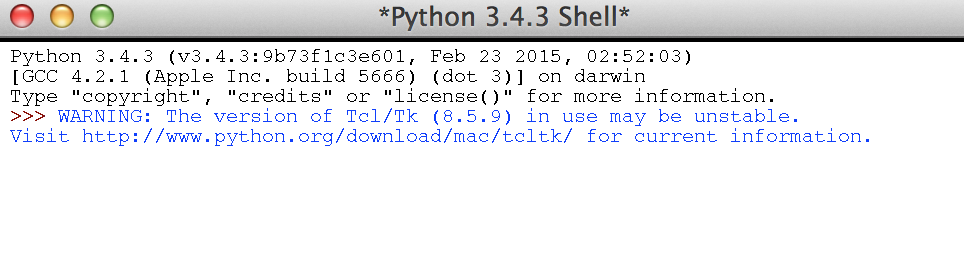 *Python 3.4.3 Shell*
Python 3.4.3 (v3.4.3:9b73f1c3e601, Feb 23 2015, 02:52:03)
[GCC 4.2.1 (Apple Inc. build 5666) (dot 3)] on darwin
Type "copyright", "credits" or "license()" for more information.
>>> WARNING: The version of Tcl/Tk (8.5.9) in use may be unstable.
Visit http://www.python.org/download/mac/tcltk/ for current information.